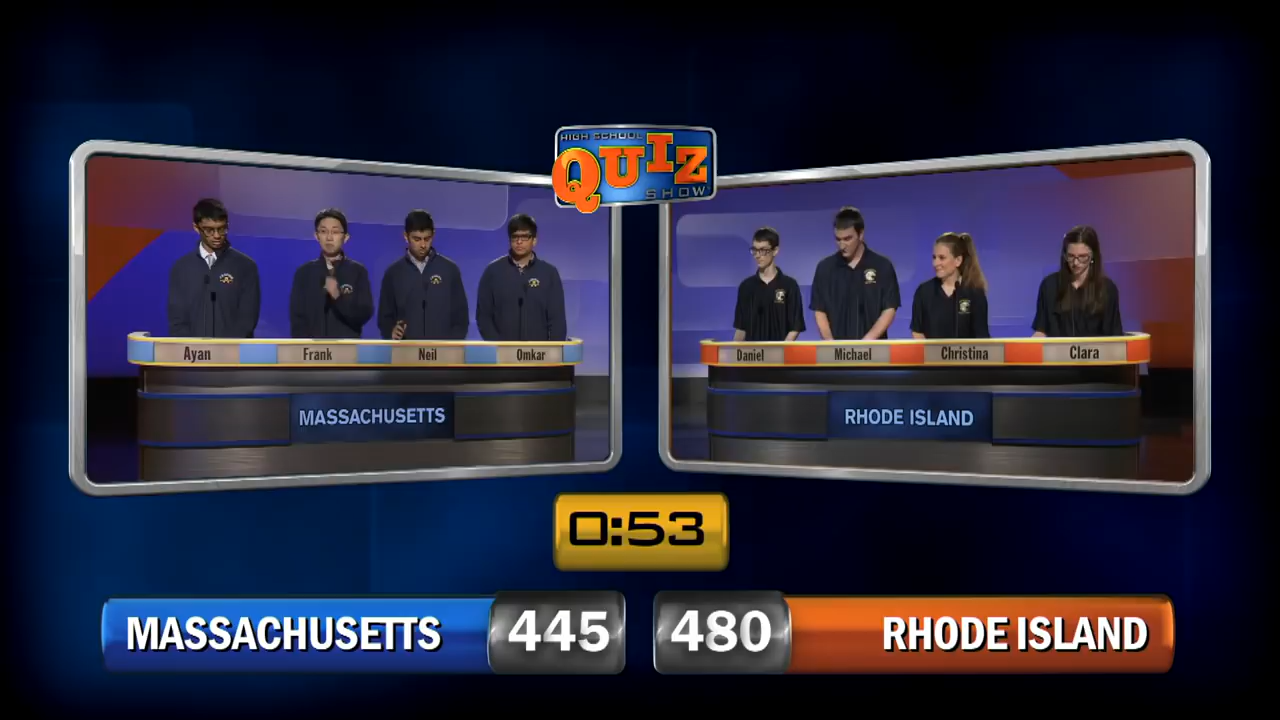 HIGH SCHOOL
QUIZ
SHOW
Ayan
Frank
Neil
Omkar
MASSACHUSETTS
Daniel
Michael
Christina
Clara
RHODE ISLAND
0:53
MASSACHUSETTS 445
480 RHODE ISLAND